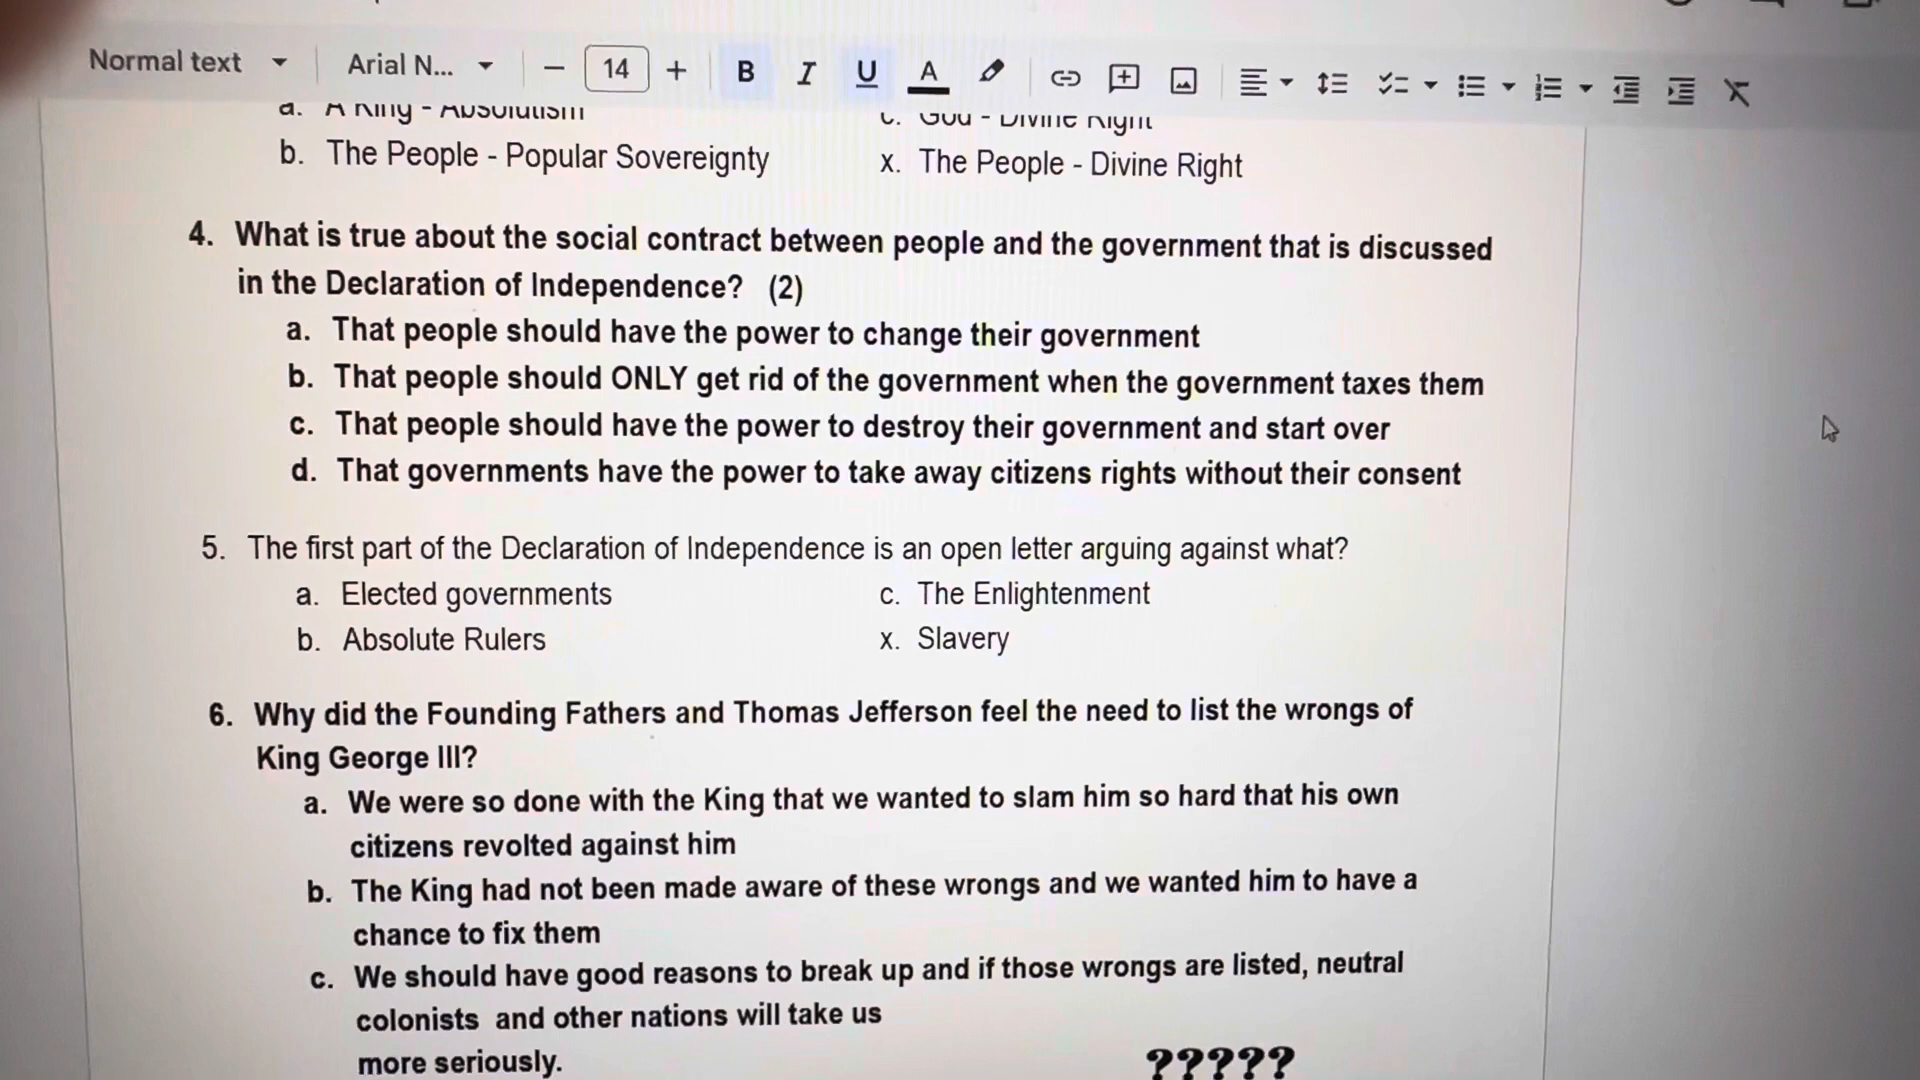 Normal text Arial N... — 14 + B I U A
a. A King - Absolutism c. God - Divine Right
b. The People - Popular Sovereignty x. The People - Divine Right
4. What is true about the social contract between people and the government that is discussed
in the Declaration of Independence? (2)
a. That people should have the power to change their government
b. That people should ONLY get rid of the government when the government taxes them
c. That people should have the power to destroy their government and start over
d. That governments have the power to take away citizens rights without their consent
5. The first part of the Declaration of Independence is an open letter arguing against what?
a. Elected governments c. The Enlightenment
b. Absolute Rulers x. Slavery
6. Why did the Founding Fathers and Thomas Jefferson feel the need to list the wrongs of
King George III?
a. We were so done with the King that we wanted to slam him so hard that his own
citizens revolted against him
b. The King had not been made aware of these wrongs and we wanted him to have a
chance to fix them
c. We should have good reasons to break up and if those wrongs are listed, neutral
colonists and other nations will take us
more seriously. ?????